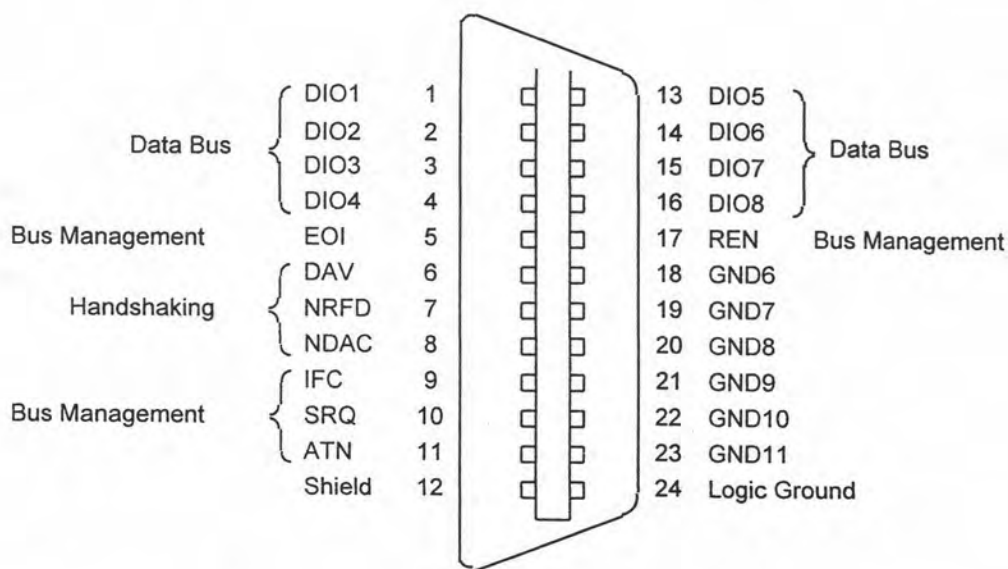 DIO1 1 13 DIO5
DIO2 2 14 DIO6
Data Bus Data Bus
DIO3 3 15 DIO7
DIO4 4 16 DIO8
Bus Management EOI 5 17 REN Bus Management
DAV 6 18 GND6
Handshaking NRFD 7 19 GND7
NDAC 8 20 GND8
IFC 9 21 GND9
Bus Management SRQ 10 22 GND10
ATN 11 23 GND11
Shield 12 24 Logic Ground